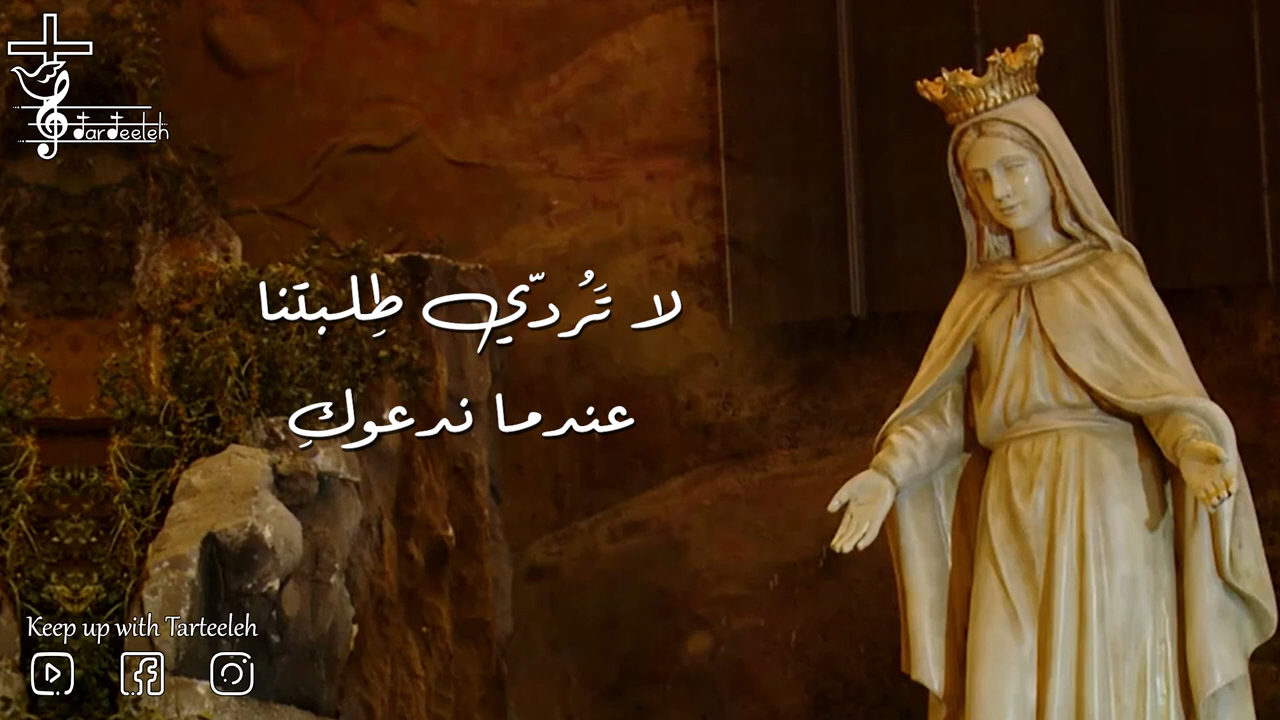 tarteeleh
لا تَرُدّي طِلبتَنا
عندما ندعوكِ
Keep up with Tarteeleh